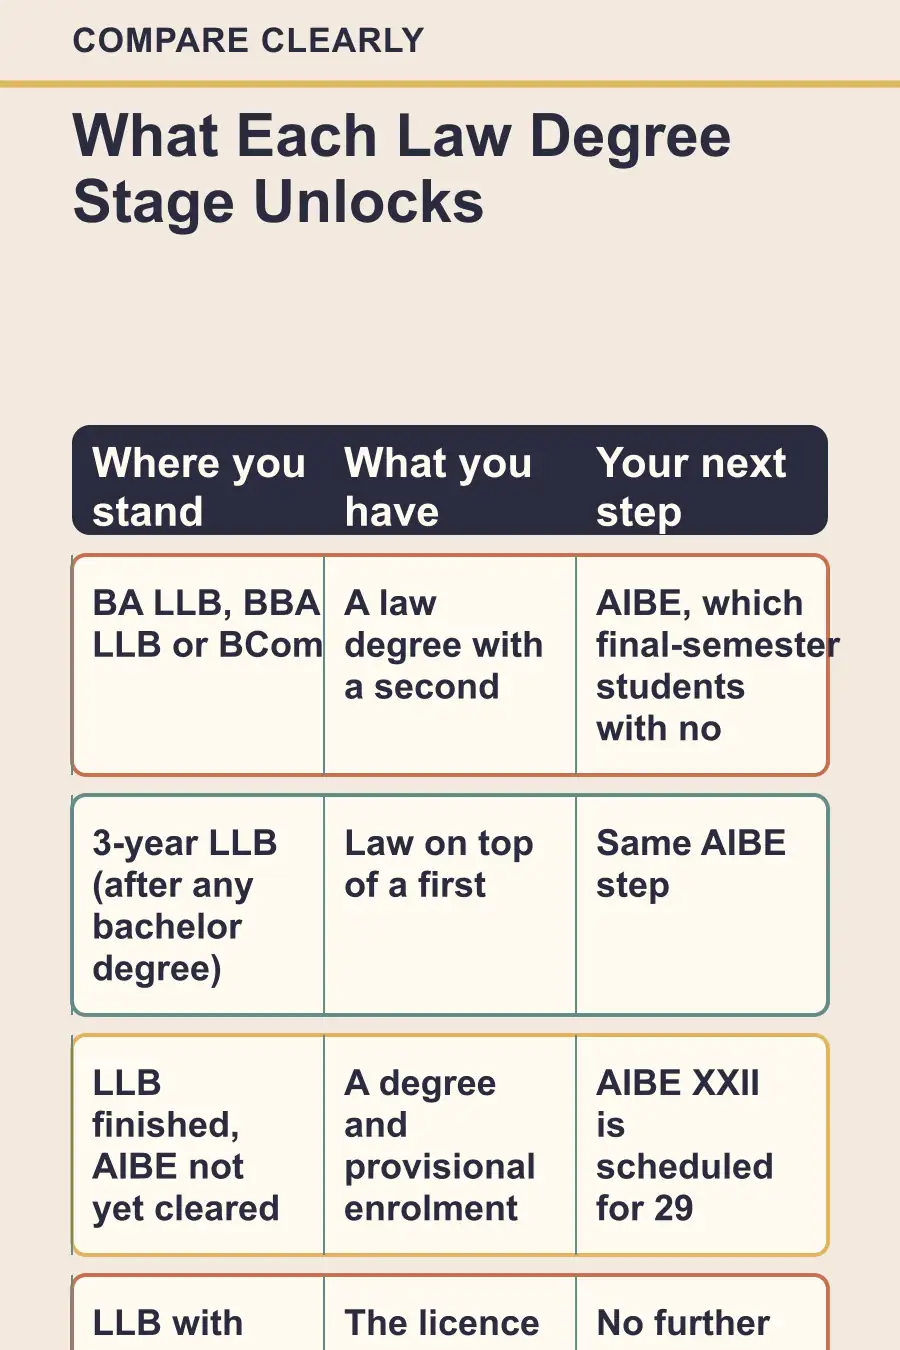 COMPARE CLEARLY
What Each Law Degree
Stage Unlocks
Where you
stand
What you
have
Your next
step
BA LLB, BBA
LLB or BCom
A law
degree with
a second
AIBE, which
final-semester
students
with no
3-year LLB
(after any
bachelor
degree)
Law on top
of a first
Same AIBE
step
LLB
finished,
AIBE not
yet cleared
A degree
and
provisional
enrolment
AIBE XXII
is
scheduled
for 29
LLB with
The licence
No further